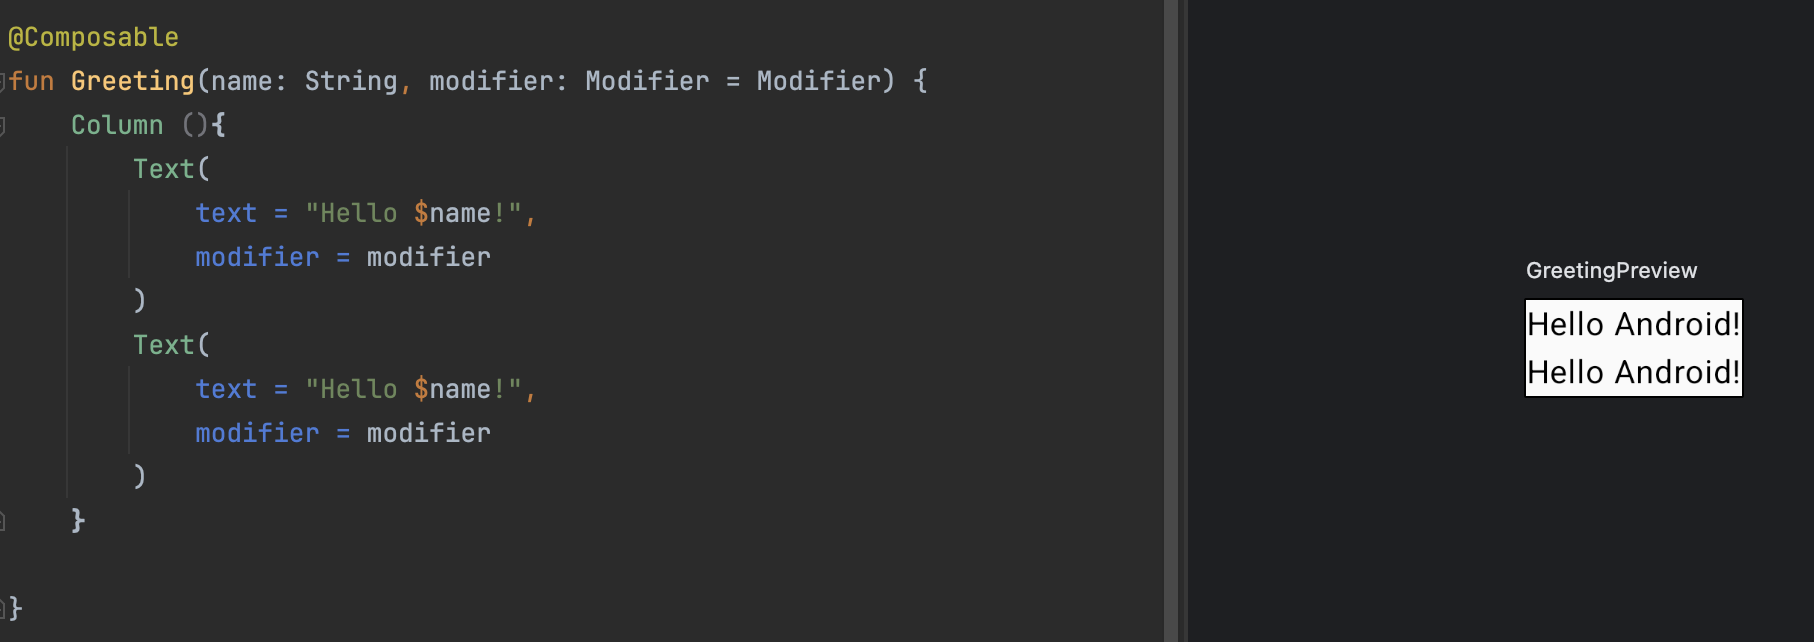 @Composable
fun Greeting(name: String, modifier: Modifier = Modifier) {
    Column (){
        Text(
            text = "Hello $name!",
            modifier = modifier
        )
        Text(
            text = "Hello $name!",
            modifier = modifier
        )
    }
}
GreetingPreview
Hello Android!
Hello Android!